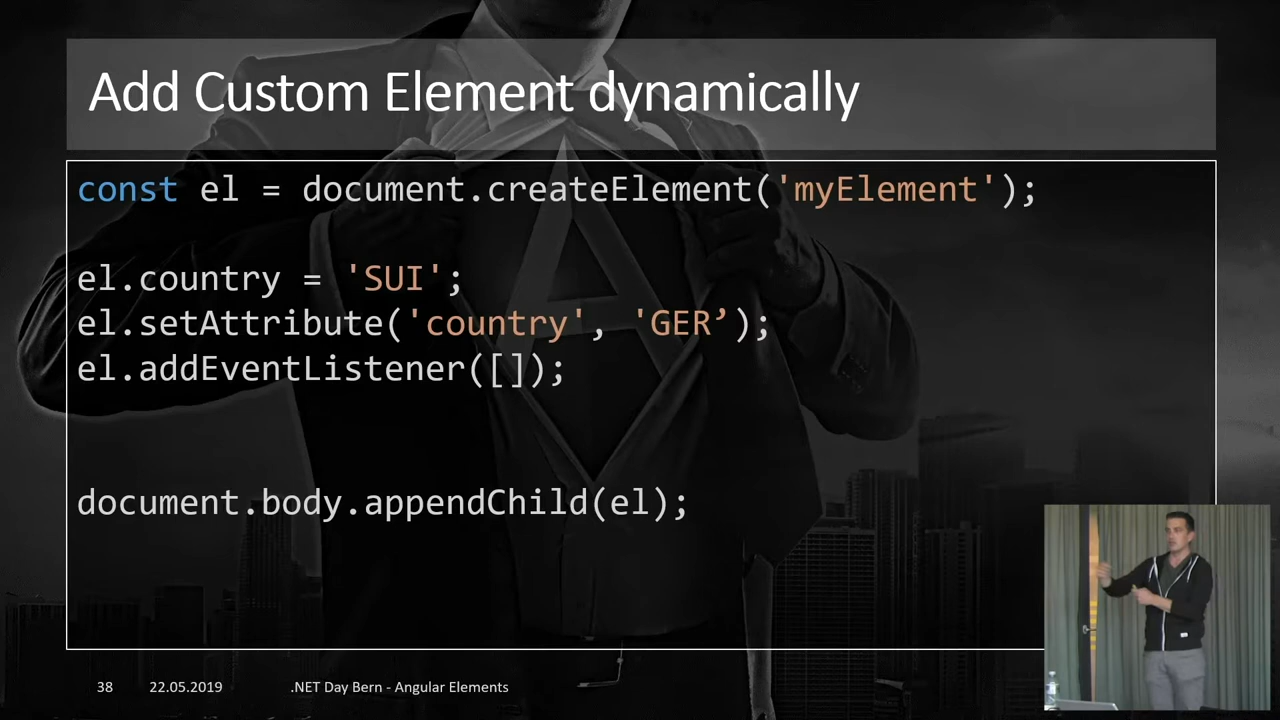 Add Custom Element dynamically
const el = document.createElement('myElement');
el.country = 'SUI';
el.setAttribute('country', 'GER’);
el.addEventListener([]);
document.body.appendChild(el);
38 22.05.2019 .NET Day Bern - Angular Elements